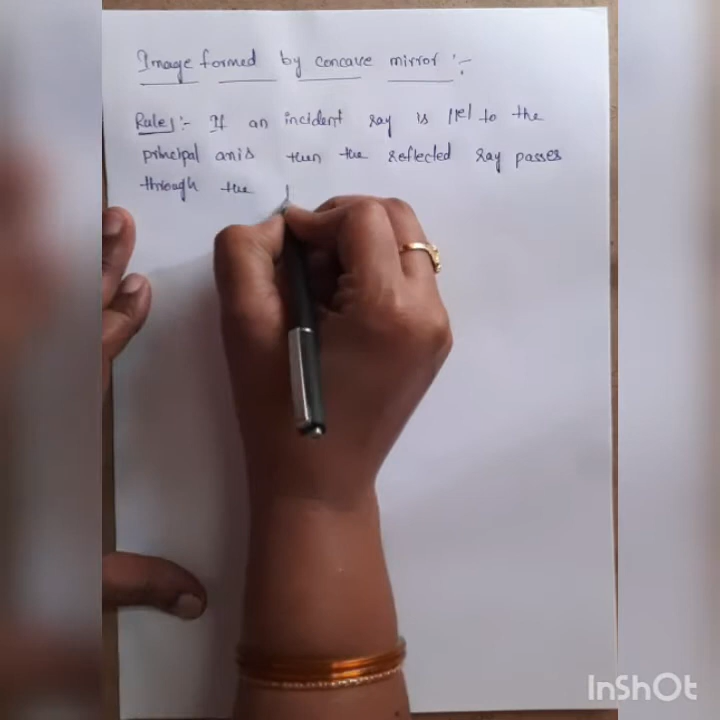 Image formed by concave mirror :-
Rules :- If an incident ray is ||el to the
principal axis then the reflected ray passes
through the
InShOt